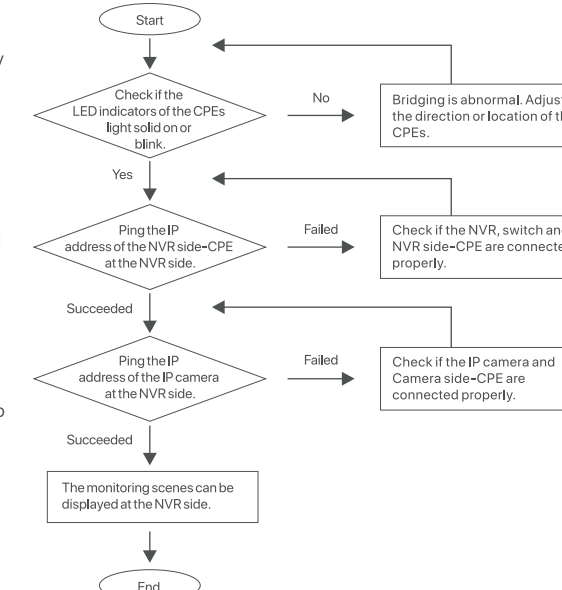 Start
Check if the
LED indicators of the CPEs
light solid on or
blink.
No
Bridging is abnormal. Adjust
the direction or location of th
CPEs.
Yes
Ping the IP
address of the NVR side-CPE
at the NVR side.
Failed
Check if the NVR, switch an
NVR side-CPE are connecte
properly.
Succeeded
Ping the IP
address of the IP camera
at the NVR side.
Failed
Check if the IP camera and
Camera side-CPE are
connected properly.
Succeeded
The monitoring scenes can be
displayed at the NVR side.
End